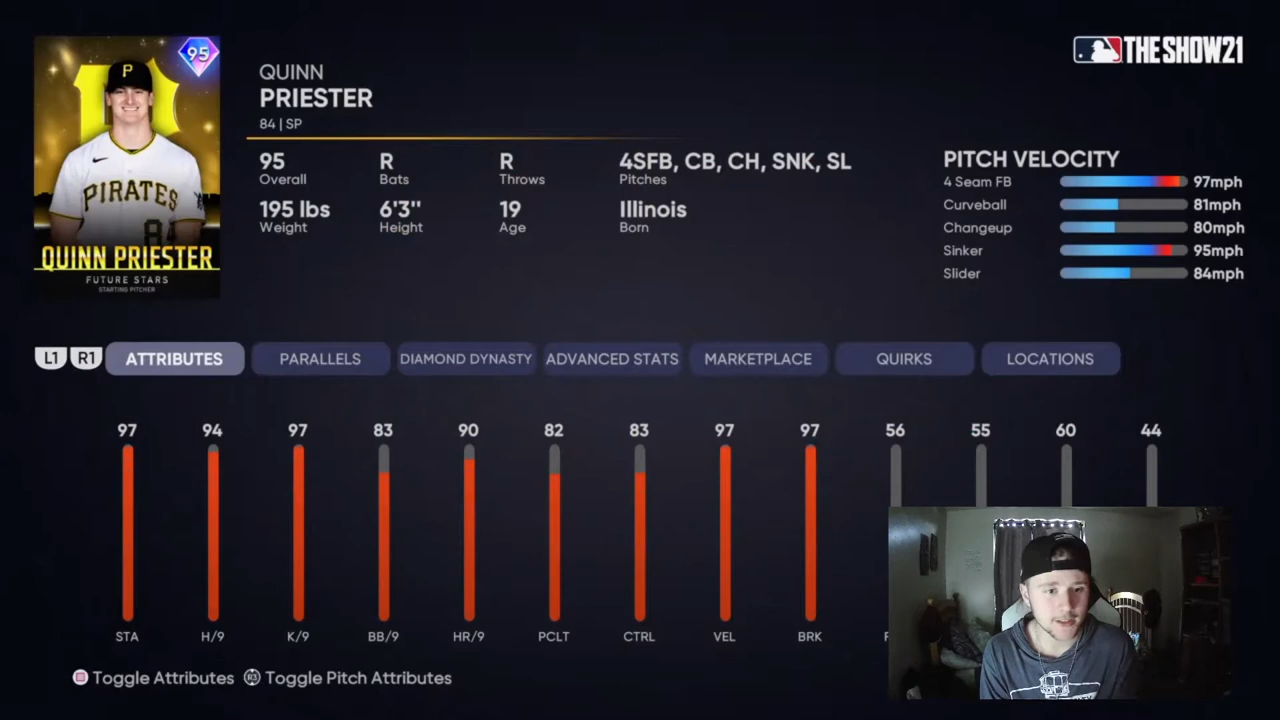 95
P
PIRATES
QUINN PRIESTER
FUTURE STARS
STARTING PITCHER
QUINN
PRIESTER
84 | SP
95 R R 4SFB, CB, CH, SNK, SL
Overall Bats Throws Pitches
195 lbs 6'3" 19 Illinois
Weight Height Age Born
THE SHOW21
PITCH VELOCITY
4 Seam FB 97mph
Curveball 81mph
Changeup 80mph
Sinker 95mph
Slider 84mph
L1 R1 ATTRIBUTES PARALLELS DIAMOND DYNASTY ADVANCED STATS MARKETPLACE QUIRKS LOCATIONS
97 94 97 83 90 82 83 97 97 56 55 60 44
STA H/9 K/9 BB/9 HR/9 PCLT CTRL VEL BRK
Toggle Attributes R3 Toggle Pitch Attributes